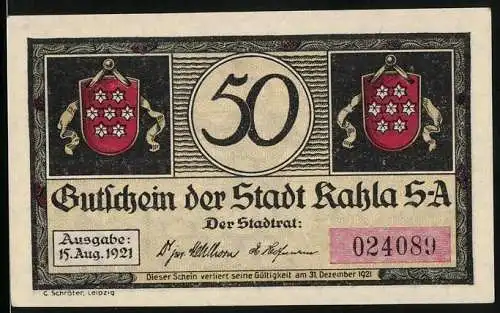 50
Gutschein der Stadt Kahla S-A
Der Stadtrat:
Ausgabe:
15. Aug. 1921
024089
Dieser Schein verliert seine Gültigkeit am 31. Dezember 1921
C. Schröter, Leipzig